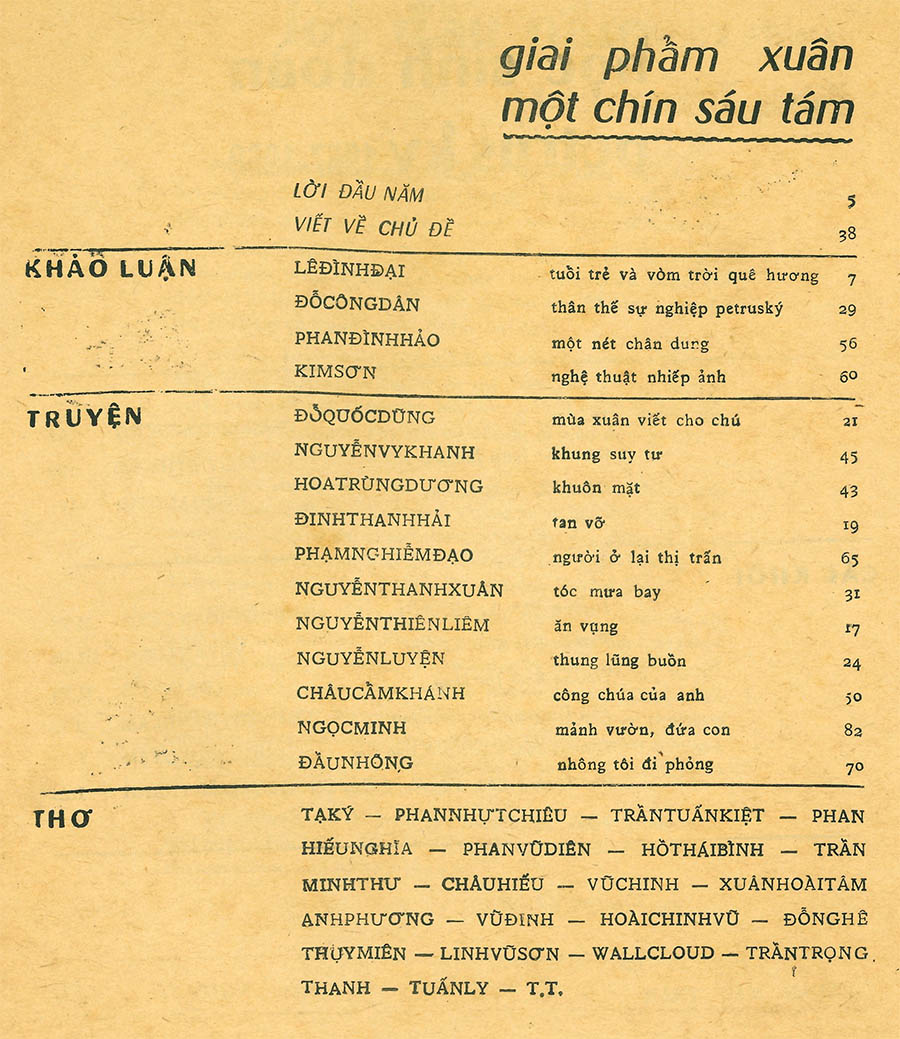 giai phẩm xuân
một chín sáu tám
LỜI ĐẦU NĂM 5
VIẾT VỀ CHỦ ĐỀ 38
KHẢO LUẬN LÊĐÌNHĐẠI tuổi trẻ và vòm trời quê hương 7
ĐỖCÔNGDÂN thân thế sự nghiệp petruský 29
PHANĐÌNHHẢO một nét chân dung 56
KIMSƠN nghệ thuật nhiếp ảnh 60
TRUYỆN ĐỖQUỐCDŨNG mùa xuân viết cho chú 21
NGUYỄNVYKHANH khung suy tư 45
HOATRÙNGDƯƠNG khuôn mặt 43
ĐINHTHANHHẢI tan vỡ 19
PHẠMNGHIỄMĐẠO người ở lại thị trấn 65
NGUYỄNTHANHXUÂN tóc mưa bay 31
NGUYỄNTHIÊNLIÊM ăn vụng 17
NGUYỄNLUYỆN thung lũng buồn 24
CHÂUCẦMKHÁNH công chúa của anh 50
NGỌCMINH mảnh vườn, đứa con 82
ĐẦUNHÔNG nhông tôi đi phỏng 70
THƠ TẠKÝ — PHANNHỰTCHIÊU — TRẦNTUẤNKIỆT — PHAN
HIẾUNGHĨA — PHANVŨDIÊN — HỒTHÁIBÌNH — TRẦN
MINHTHƯ — CHÂUHIẾU — VŨCHINH — XUÂNHOÀITÂM
ANHPHƯƠNG — VŨĐINH — HOÀICHINHVŨ — ĐỖNGHÊ
THỤYMIÊN — LINHVŨSƠN — WALLCLOUD — TRẦNTRỌNG
THANH — TUẤNLY — T.T.